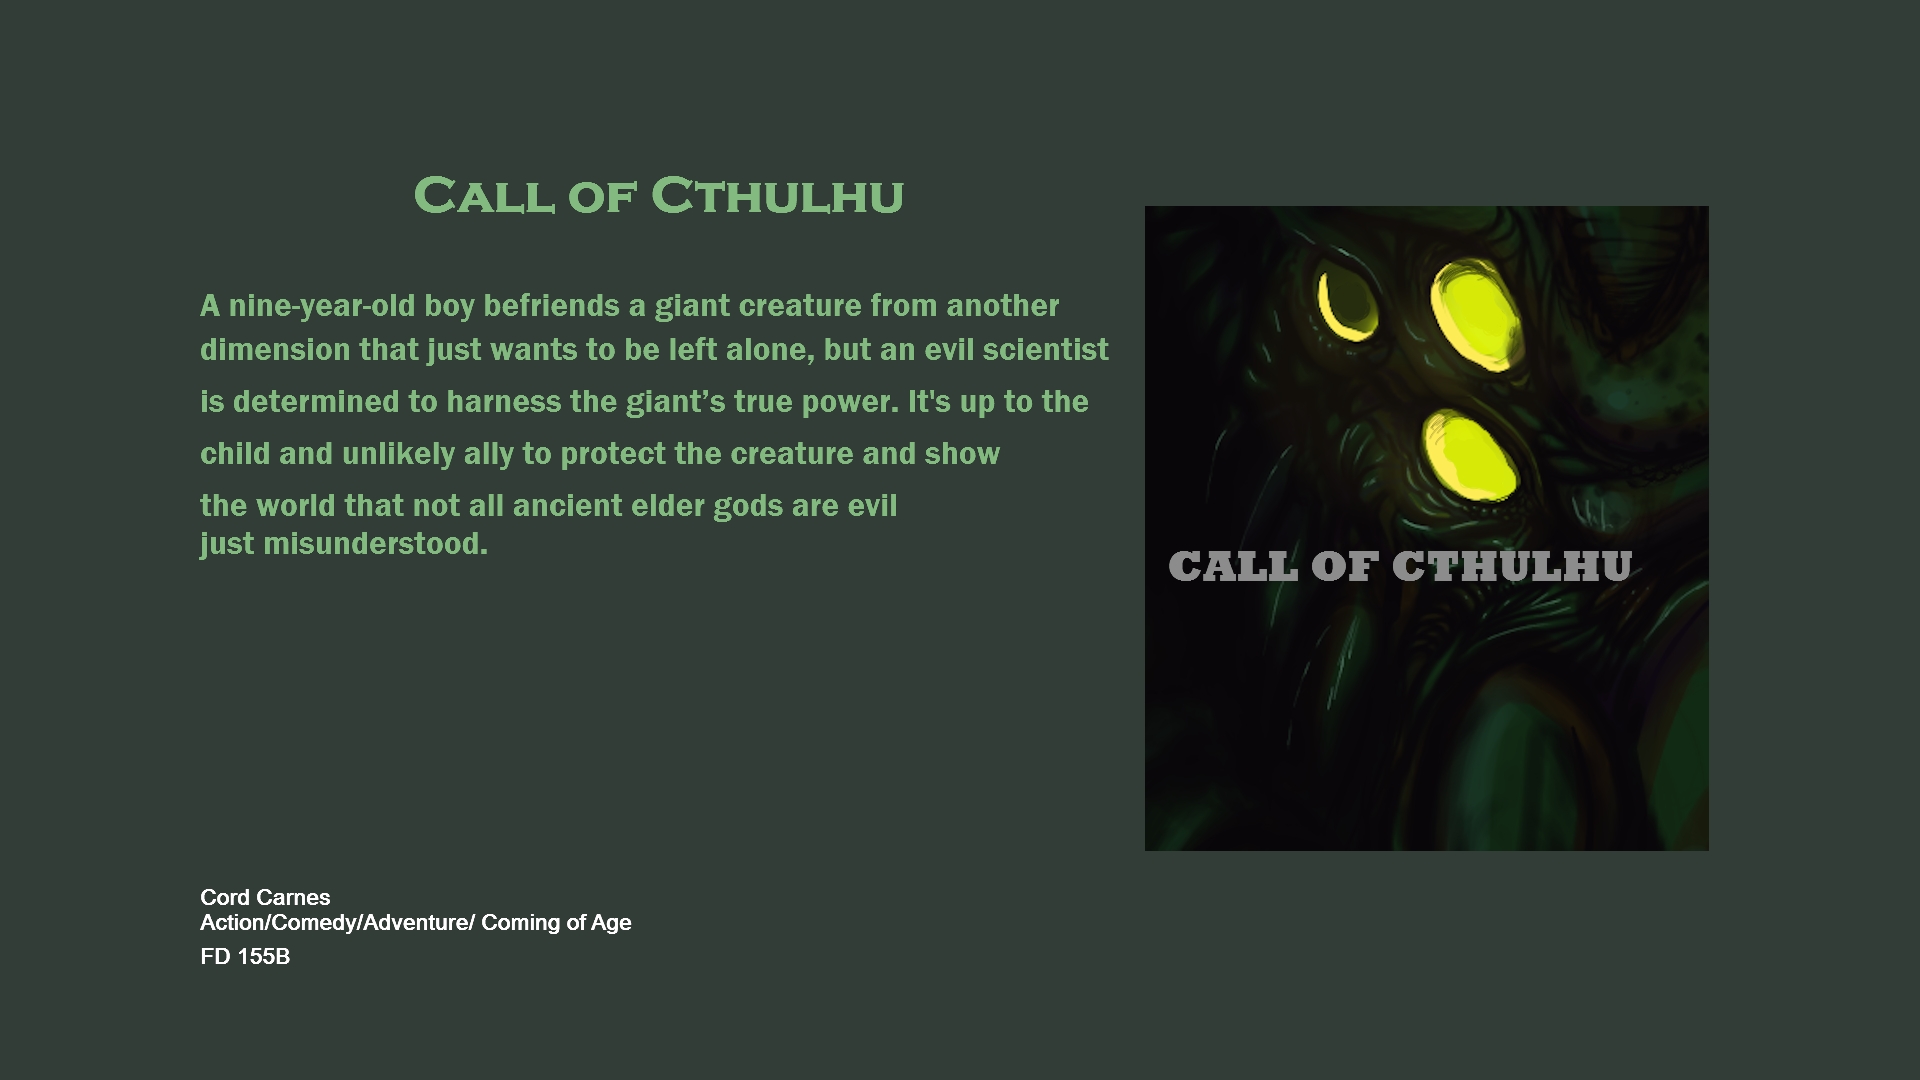 Call of Cthulhu
A nine-year-old boy befriends a giant creature from another
dimension that just wants to be left alone, but an evil scientist
is determined to harness the giant’s true power. It's up to the
child and unlikely ally to protect the creature and show
the world that not all ancient elder gods are evil
just misunderstood.
CALL OF CTHULHU
Cord Carnes
Action/Comedy/Adventure/ Coming of Age
FD 155B